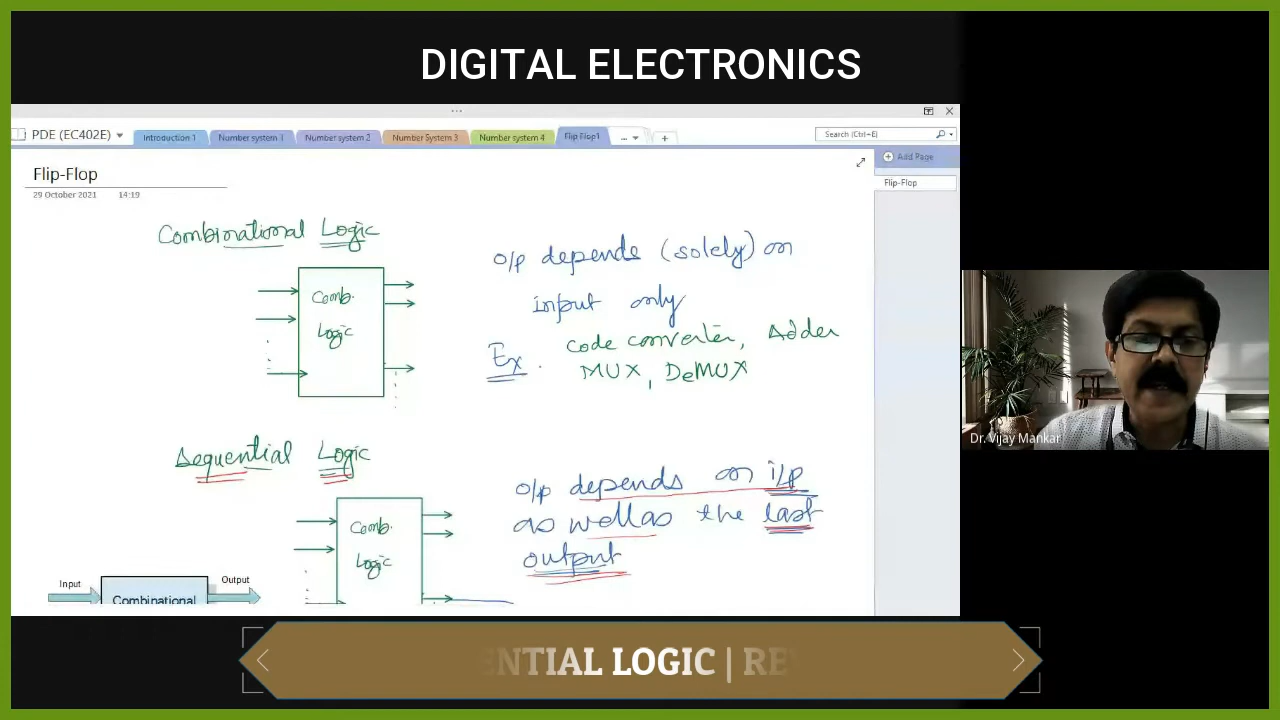 DIGITAL ELECTRONICS
PDE (EC402E)
Introduction 1
Number system 1
Number system 2
Number System 3
Number system 4
Flip Flop1
Search (Ctrl+E)
Add Page
Flip-Flop
Flip-Flop
29 October 2021 14:19
Combinational Logic
Comb.
Logic
o/p depends (solely) on
input only
Ex. code converter, Adder
MUX, DeMUX
Dr. Vijay Mankar
Sequential Logic
Comb.
Logic
o/p depends on i/p
as well as the last
output
Input
Output
Combinational
ENTIAL LOGIC | RE